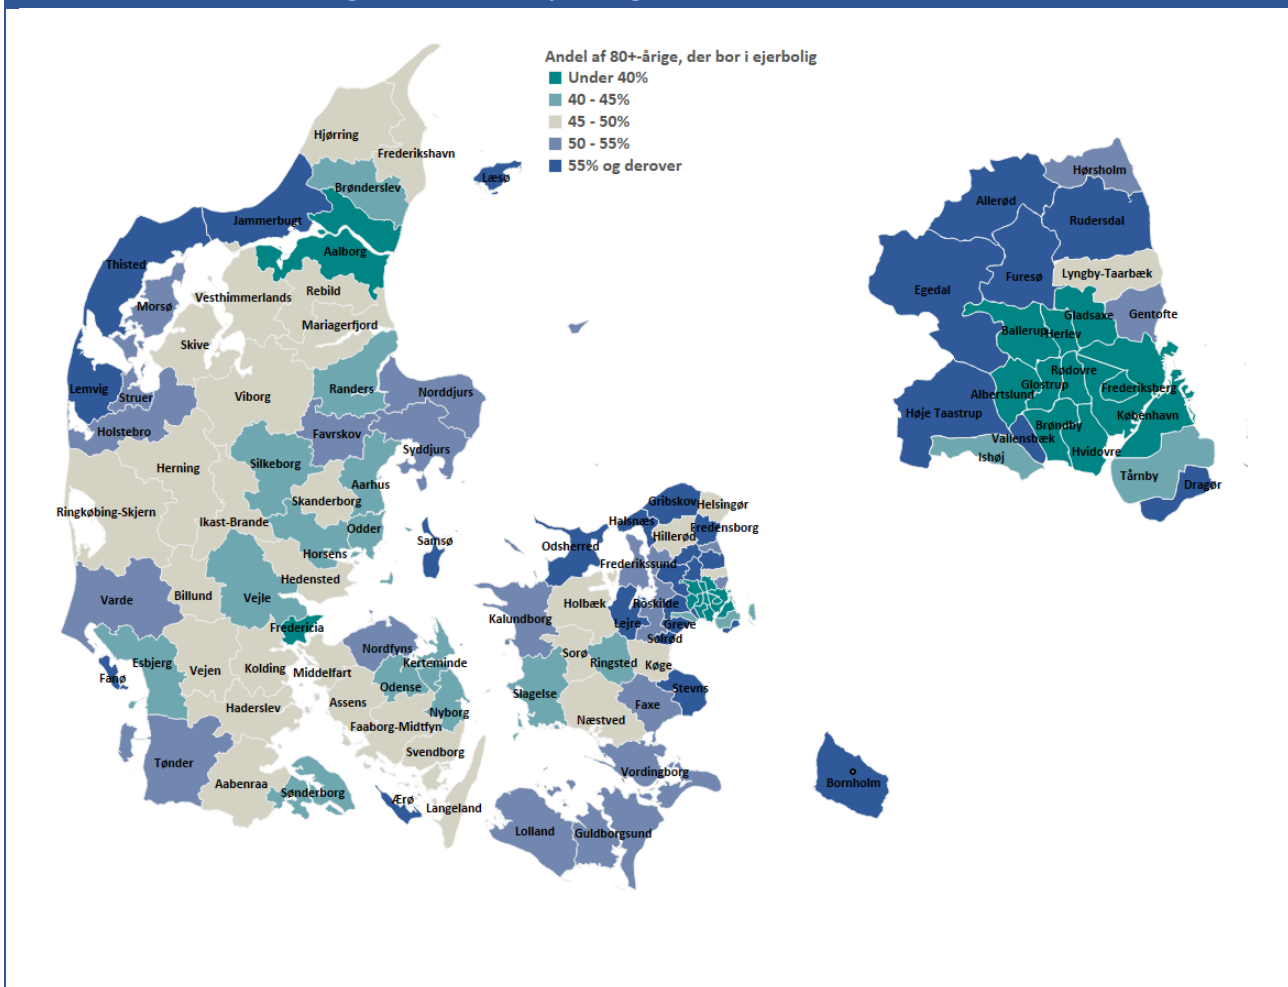 Andel af 80+-årige, der bor i ejerbolig
Under 40%
40 - 45%
45 - 50%
50 - 55%
55% og derover
Hjørring
Frederikshavn
Læsø
Brønderslev
Jammerbugt
Aalborg
Thisted
Morsø
Vesthimmerlands
Rebild
Mariagerfjord
Skive
Lemvig
Struer
Viborg
Randers
Norddjurs
Holstebro
Favrskov
Syddjurs
Herning
Silkeborg
Aarhus
Skanderborg
Ringkøbing-Skjern
Ikast-Brande
Odder
Horsens
Samsø
Hedensted
Billund
Varde
Vejle
Fredericia
Esbjerg
Fanø
Vejen
Kolding
Middelfart
Nordfyns
Kerteminde
Odense
Assens
Nyborg
Haderslev
Faaborg-Midtfyn
Svendborg
Tønder
Aabenraa
Sønderborg
Ærø
Langeland
Gribskov
Helsingør
Halsnæs
Fredensborg
Hillerød
Odsherred
Frederikssund
Holbæk
Roskilde
Kalundborg
Lejre
Greve
Solrød
Sorø
Ringsted
Køge
Slagelse
Stevns
Faxe
Næstved
Vordingborg
Lolland
Guldborgsund
Bornholm
Hørsholm
Allerød
Rudersdal
Furesø
Lyngby-Taarbæk
Egedal
Gladsaxe
Gentofte
Ballerup
Herlev
Rødovre
Glostrup
Frederiksberg
Albertslund
Høje Taastrup
København
Brøndby
Vallensbæk
Hvidovre
Ishøj
Tårnby
Dragør